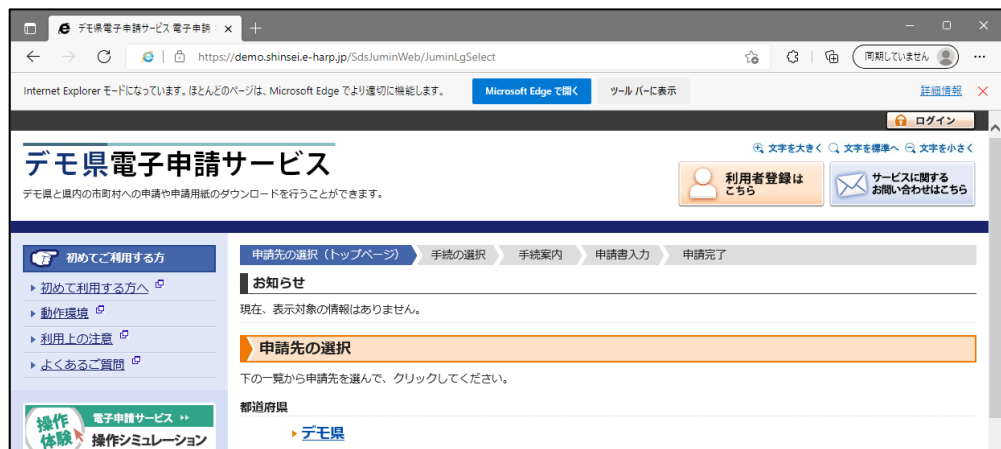 デモ県電子申請サービス 電子申請：
https://demo.shinsei.e-harp.jp/SdsJuminWeb/JuminLgSelect
同期していません
Internet Explorer モードになっています。ほとんどのページは、Microsoft Edge でより適切に機能します。 Microsoft Edge で開く ツール バーに表示 詳細情報
ログイン
文字を大きく 文字を標準へ 文字を小さく
デモ県電子申請サービス
デモ県と県内の市町村への申請や申請用紙のダウンロードを行うことができます。
利用者登録は
こちら
サービスに関する
お問い合わせはこちら
初めてご利用する方
初めて利用する方へ
動作環境
利用上の注意
よくあるご質問
操作
体験
電子申請サービス
操作シミュレーション
申請先の選択（トップページ） 手続の選択 手続案内 申請書入力 申請完了
お知らせ
現在、表示対象の情報はありません。
申請先の選択
下の一覧から申請先を選んで、クリックしてください。
都道府県
デモ県